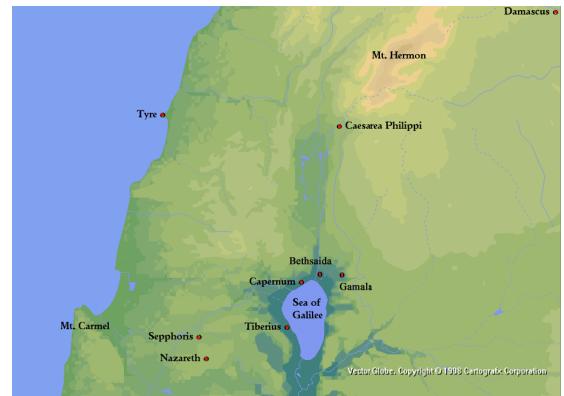 Damascus
Mt. Hermon
Tyre
Caesarea Philippi
Bethsaida
Capernum
Gamala
Sea of
Galilee
Mt. Carmel
Tiberius
Sepphoris
Nazareth
Vector Globe, Copyright © 1998 Cartografx Corporation